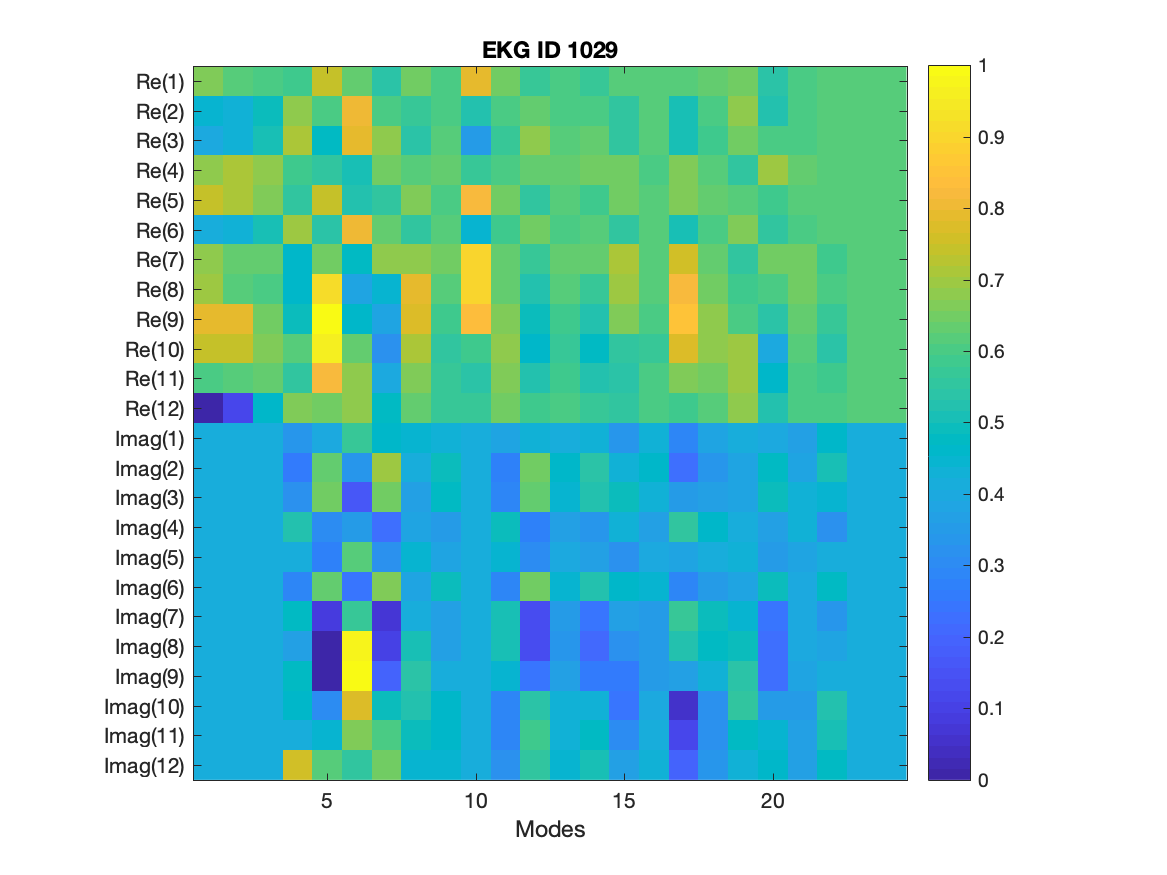 EKG ID 1029
Re(1)
Re(2)
Re(3)
Re(4)
Re(5)
Re(6)
Re(7)
Re(8)
Re(9)
Re(10)
Re(11)
Re(12)
Imag(1)
Imag(2)
Imag(3)
Imag(4)
Imag(5)
Imag(6)
Imag(7)
Imag(8)
Imag(9)
Imag(10)
Imag(11)
Imag(12)
5 10 15 20
Modes
1
0.9
0.8
0.7
0.6
0.5
0.4
0.3
0.2
0.1
0